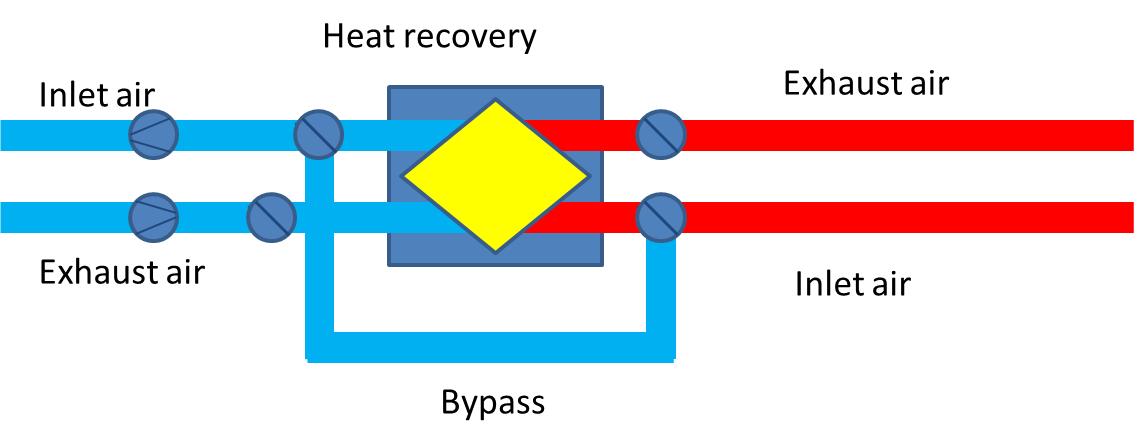 Heat recovery
Inlet air
Exhaust air
Exhaust air
Inlet air
Bypass